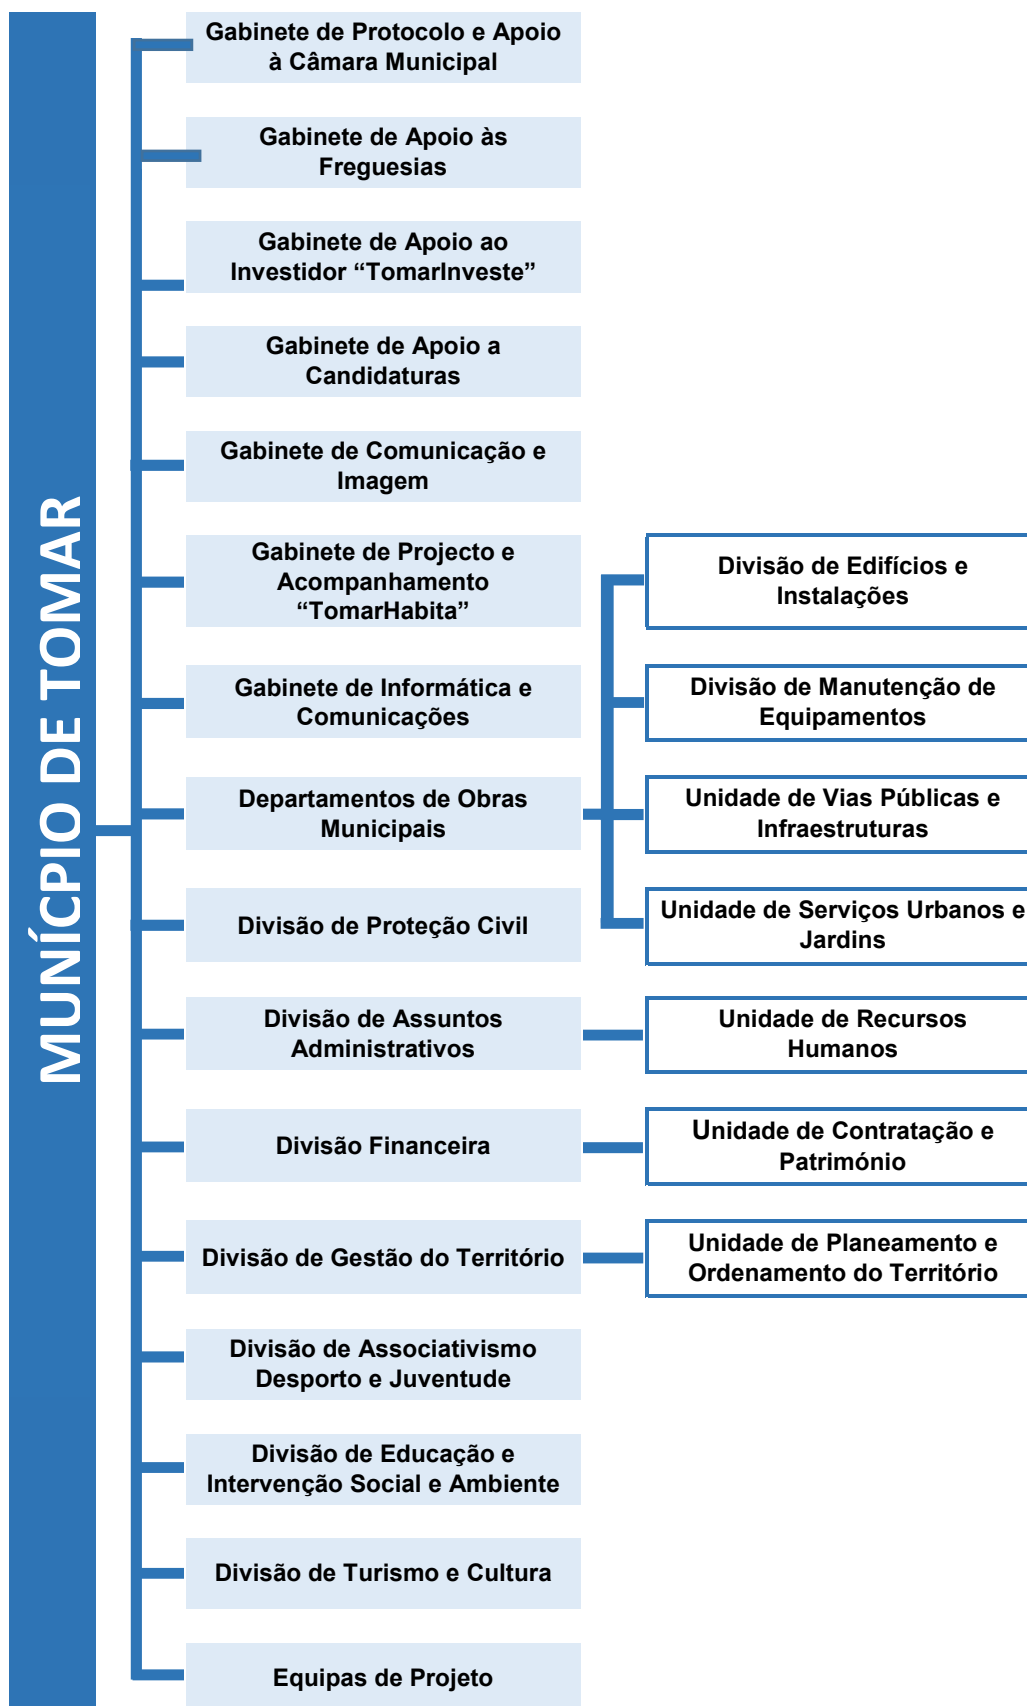 MUNÍCPIO DE TOMAR
Gabinete de Protocolo e Apoio
à Câmara Municipal
Gabinete de Apoio às
Freguesias
Gabinete de Apoio ao
Investidor “TomarInveste”
Gabinete de Apoio a
Candidaturas
Gabinete de Comunicação e
Imagem
Gabinete de Projecto e
Acompanhamento
“TomarHabita”
Gabinete de Informática e
Comunicações
Departamentos de Obras
Municipais
Divisão de Edifícios e
Instalações
Divisão de Manutenção de
Equipamentos
Unidade de Vias Públicas e
Infraestruturas
Unidade de Serviços Urbanos e
Jardins
Divisão de Proteção Civil
Divisão de Assuntos
Administrativos
Unidade de Recursos
Humanos
Divisão Financeira
Unidade de Contratação e
Património
Divisão de Gestão do Território
Unidade de Planeamento e
Ordenamento do Território
Divisão de Associativismo
Desporto e Juventude
Divisão de Educação e
Intervenção Social e Ambiente
Divisão de Turismo e Cultura
Equipas de Projeto